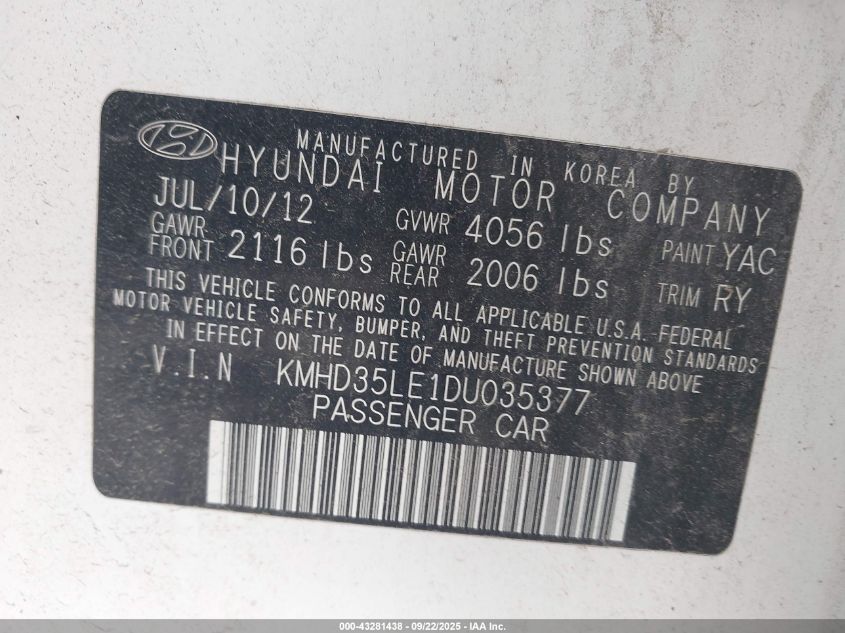 MANUFACTURED IN KOREA BY
HYUNDAI MOTOR COMPANY
JUL/10/12 GVWR 4056 lbs PAINT YAC
GAWR FRONT 2116 lbs GAWR REAR 2006 lbs TRIM RY
THIS VEHICLE CONFORMS TO ALL APPLICABLE U.S.A. FEDERAL
MOTOR VEHICLE SAFETY, BUMPER, AND THEFT PREVENTION STANDARDS
IN EFFECT ON THE DATE OF MANUFACTURE SHOWN ABOVE
V.I.N KMHD35LE1DU035377
PASSENGER CAR
000-43281438 - 09/22/2025 - IAA Inc.